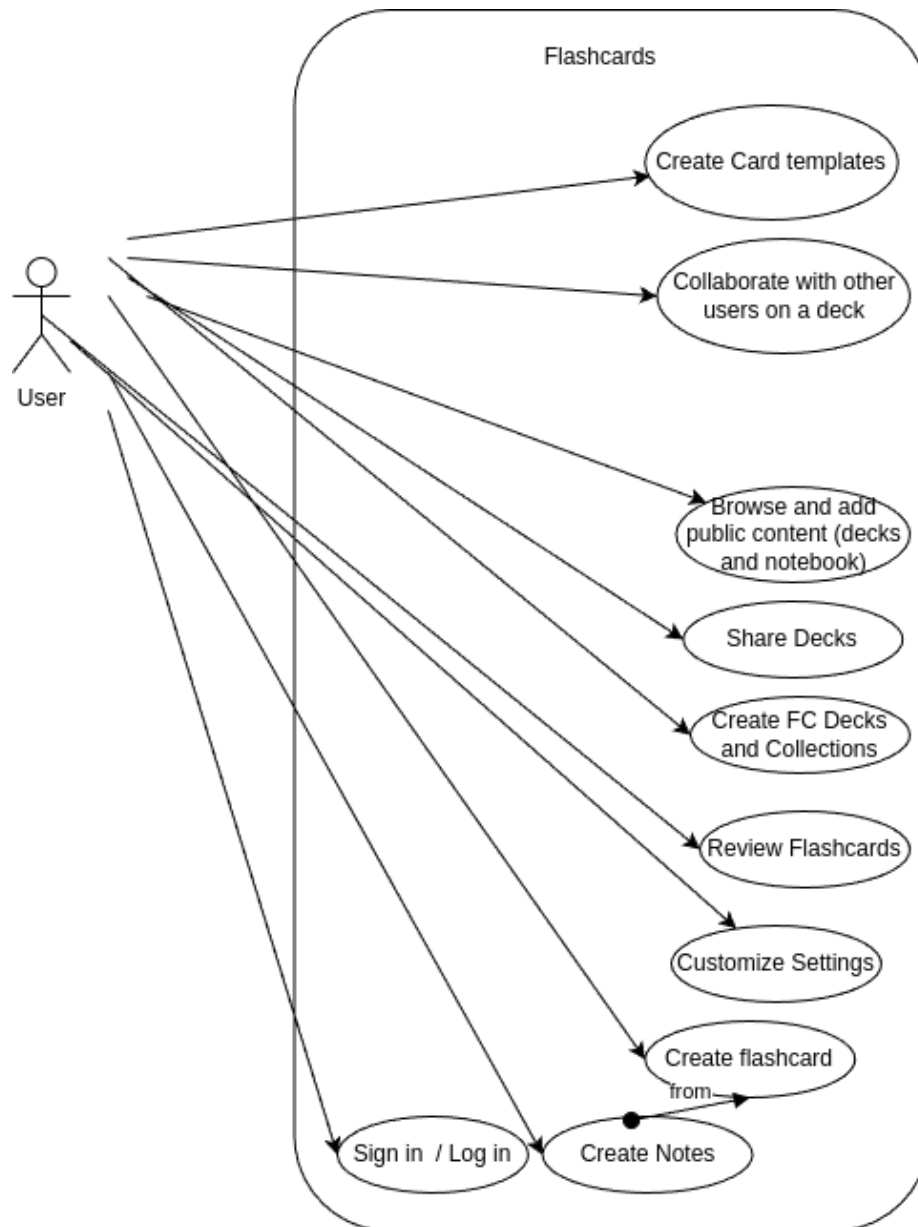 Flashcards
Create Card templates
Collaborate with other
users on a deck
User
Browse and add
public content (decks
and notebook)
Share Decks
Create FC Decks
and Collections
Review Flashcards
Customize Settings
Create flashcard
from
Sign in / Log in
Create Notes